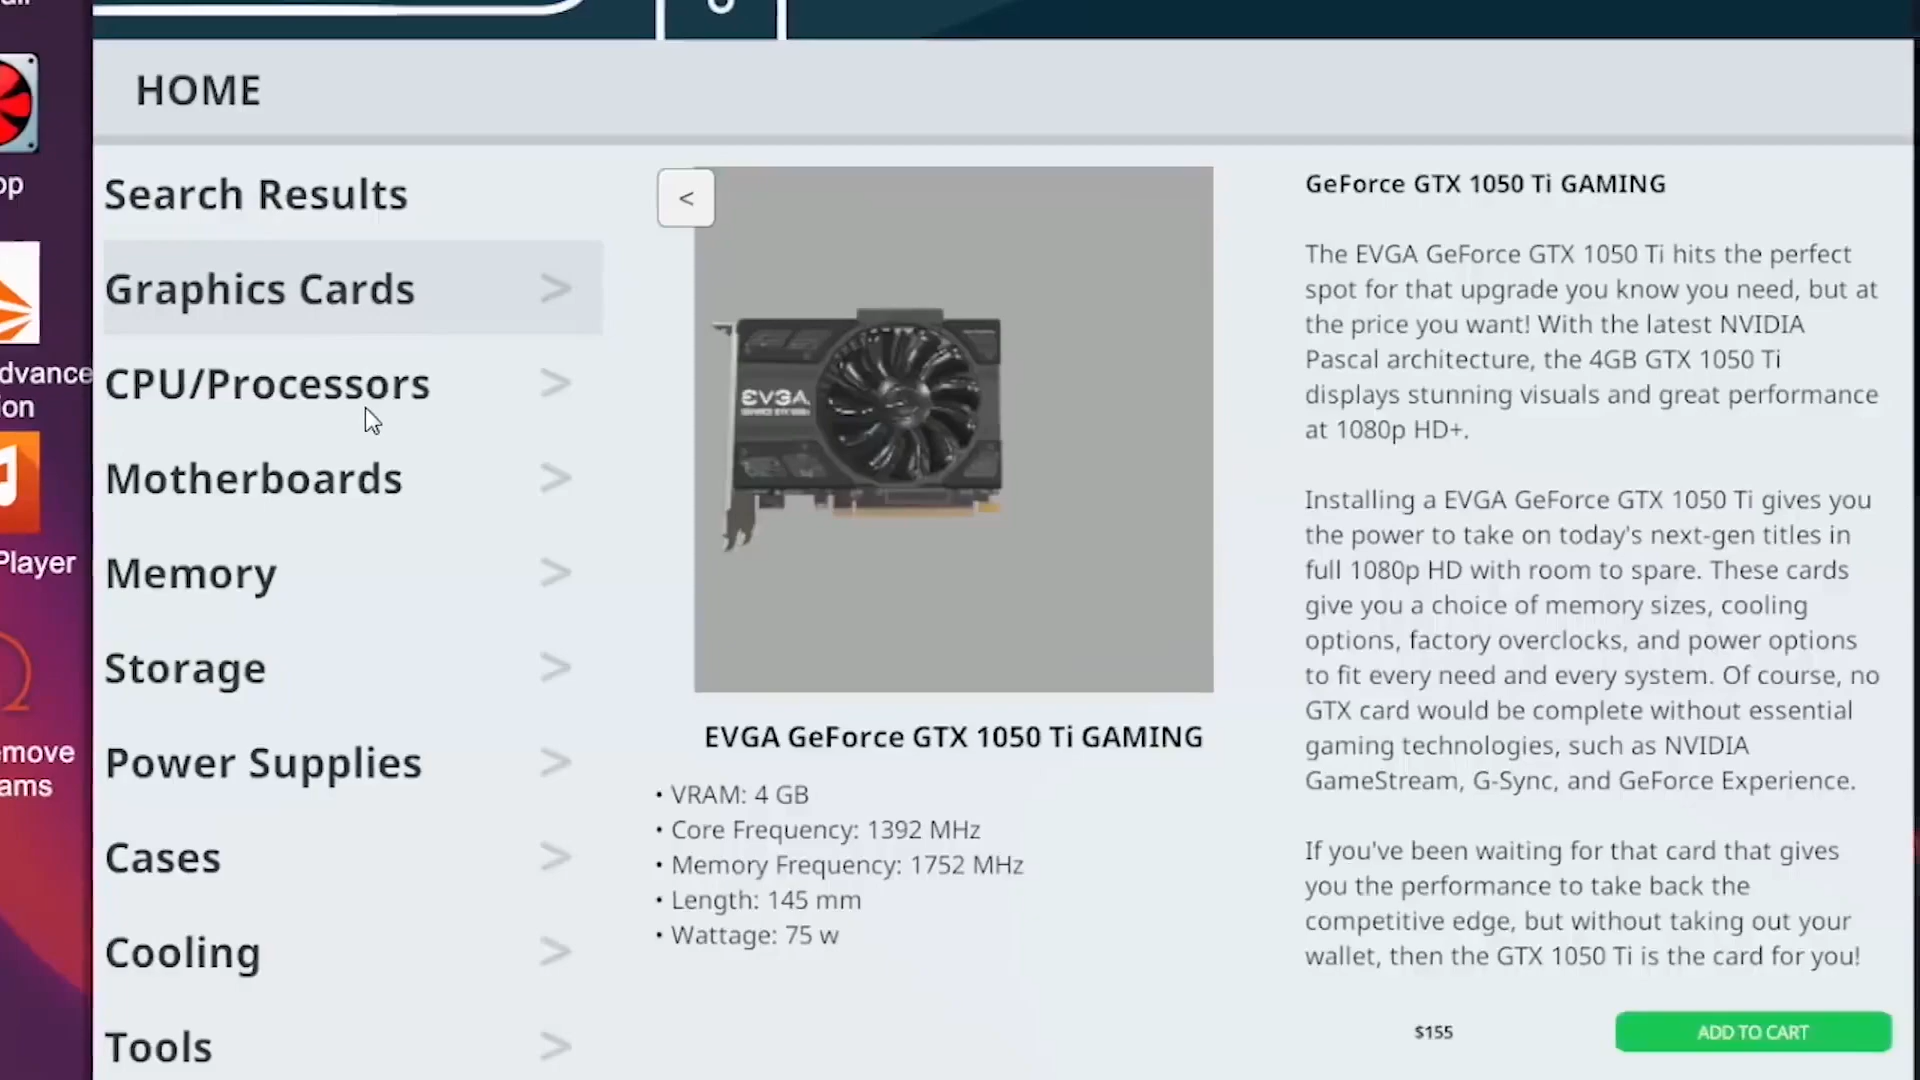 HOME
op
dvance
ion
Player
emove
ams
Search Results
Graphics Cards >
CPU/Processors >
Motherboards >
Memory >
Storage >
Power Supplies >
Cases >
Cooling >
Tools >
<
EVGA
EVGA GeForce GTX 1050 Ti GAMING
• VRAM: 4 GB
• Core Frequency: 1392 MHz
• Memory Frequency: 1752 MHz
• Length: 145 mm
• Wattage: 75 w
GeForce GTX 1050 Ti GAMING
The EVGA GeForce GTX 1050 Ti hits the perfect
spot for that upgrade you know you need, but at
the price you want! With the latest NVIDIA
Pascal architecture, the 4GB GTX 1050 Ti
displays stunning visuals and great performance
at 1080p HD+.
Installing a EVGA GeForce GTX 1050 Ti gives you
the power to take on today's next-gen titles in
full 1080p HD with room to spare. These cards
give you a choice of memory sizes, cooling
options, factory overclocks, and power options
to fit every need and every system. Of course, no
GTX card would be complete without essential
gaming technologies, such as NVIDIA
GameStream, G-Sync, and GeForce Experience.
If you've been waiting for that card that gives
you the performance to take back the
competitive edge, but without taking out your
wallet, then the GTX 1050 Ti is the card for you!
$155
ADD TO CART